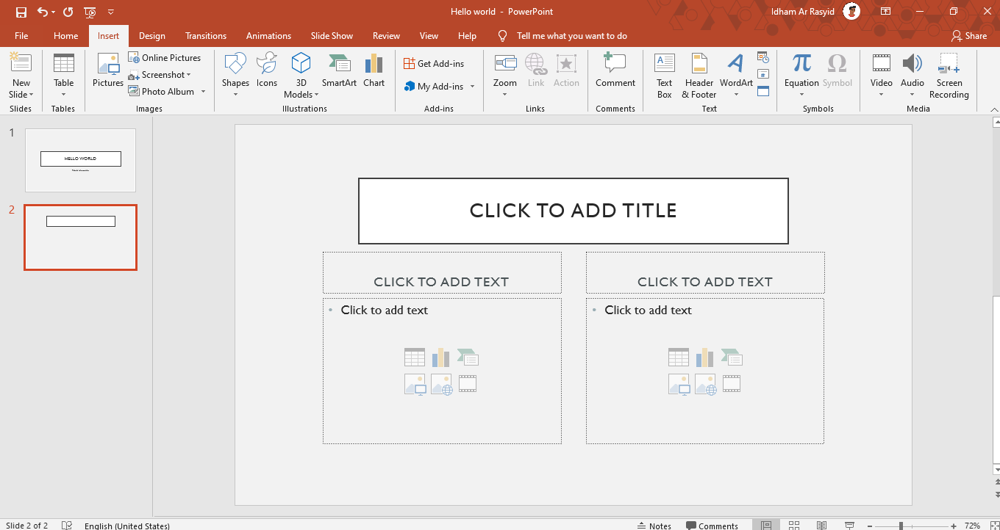 Hello world - PowerPoint
Idham Ar Rasyid
File Home Insert Design Transitions Animations Slide Show Review View Help Tell me what you want to do Share
New Slide
Slides
Table
Tables
Pictures
Online Pictures
Screenshot
Photo Album
Images
Shapes
Icons
3D Models
SmartArt
Chart
Illustrations
Get Add-ins
My Add-ins
Add-ins
Zoom
Link
Action
Links
Comment
Comments
Text Box
Header & Footer
WordArt
Text
Equation
Symbol
Symbols
Video
Audio
Screen Recording
Media
1
HELLO WORLD
2
CLICK TO ADD TITLE
CLICK TO ADD TEXT
CLICK TO ADD TEXT
• Click to add text
• Click to add text
Slide 2 of 2 English (United States) Notes Comments 72%